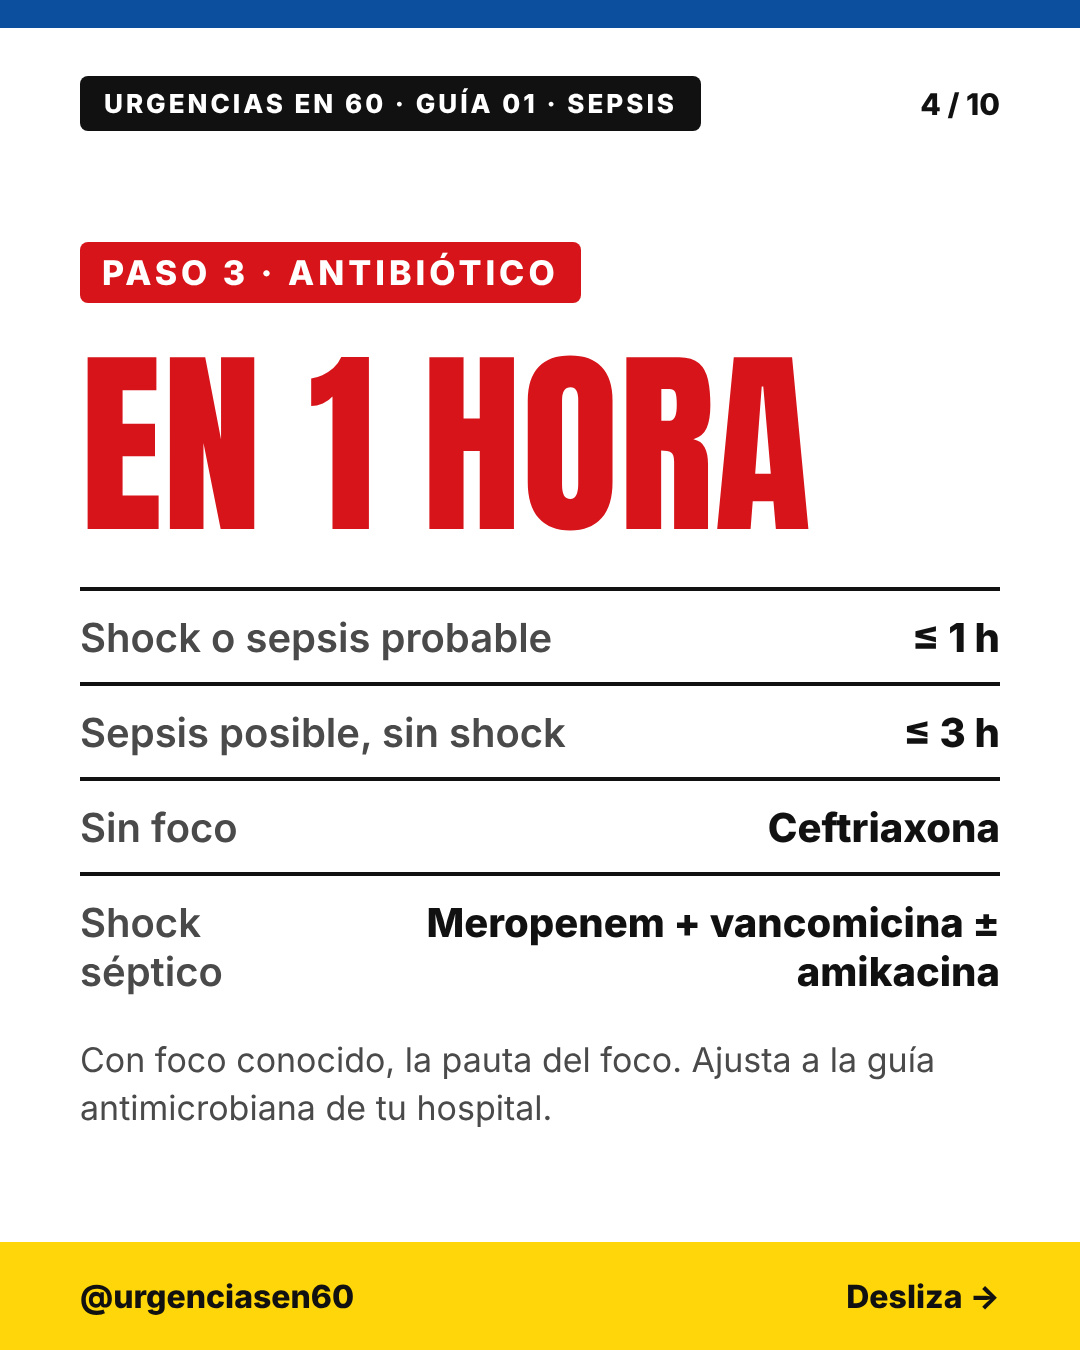 URGENCIAS EN 60 · GUÍA 01 · SEPSIS
4 / 10
PASO 3 · ANTIBIÓTICO
EN 1 HORA
Shock o sepsis probable ≤ 1 h
Sepsis posible, sin shock ≤ 3 h
Sin foco Ceftriaxona
Shock séptico Meropenem + vancomicina ± amikacina
Con foco conocido, la pauta del foco. Ajusta a la guía
antimicrobiana de tu hospital.
@urgenciasen60
Desliza →